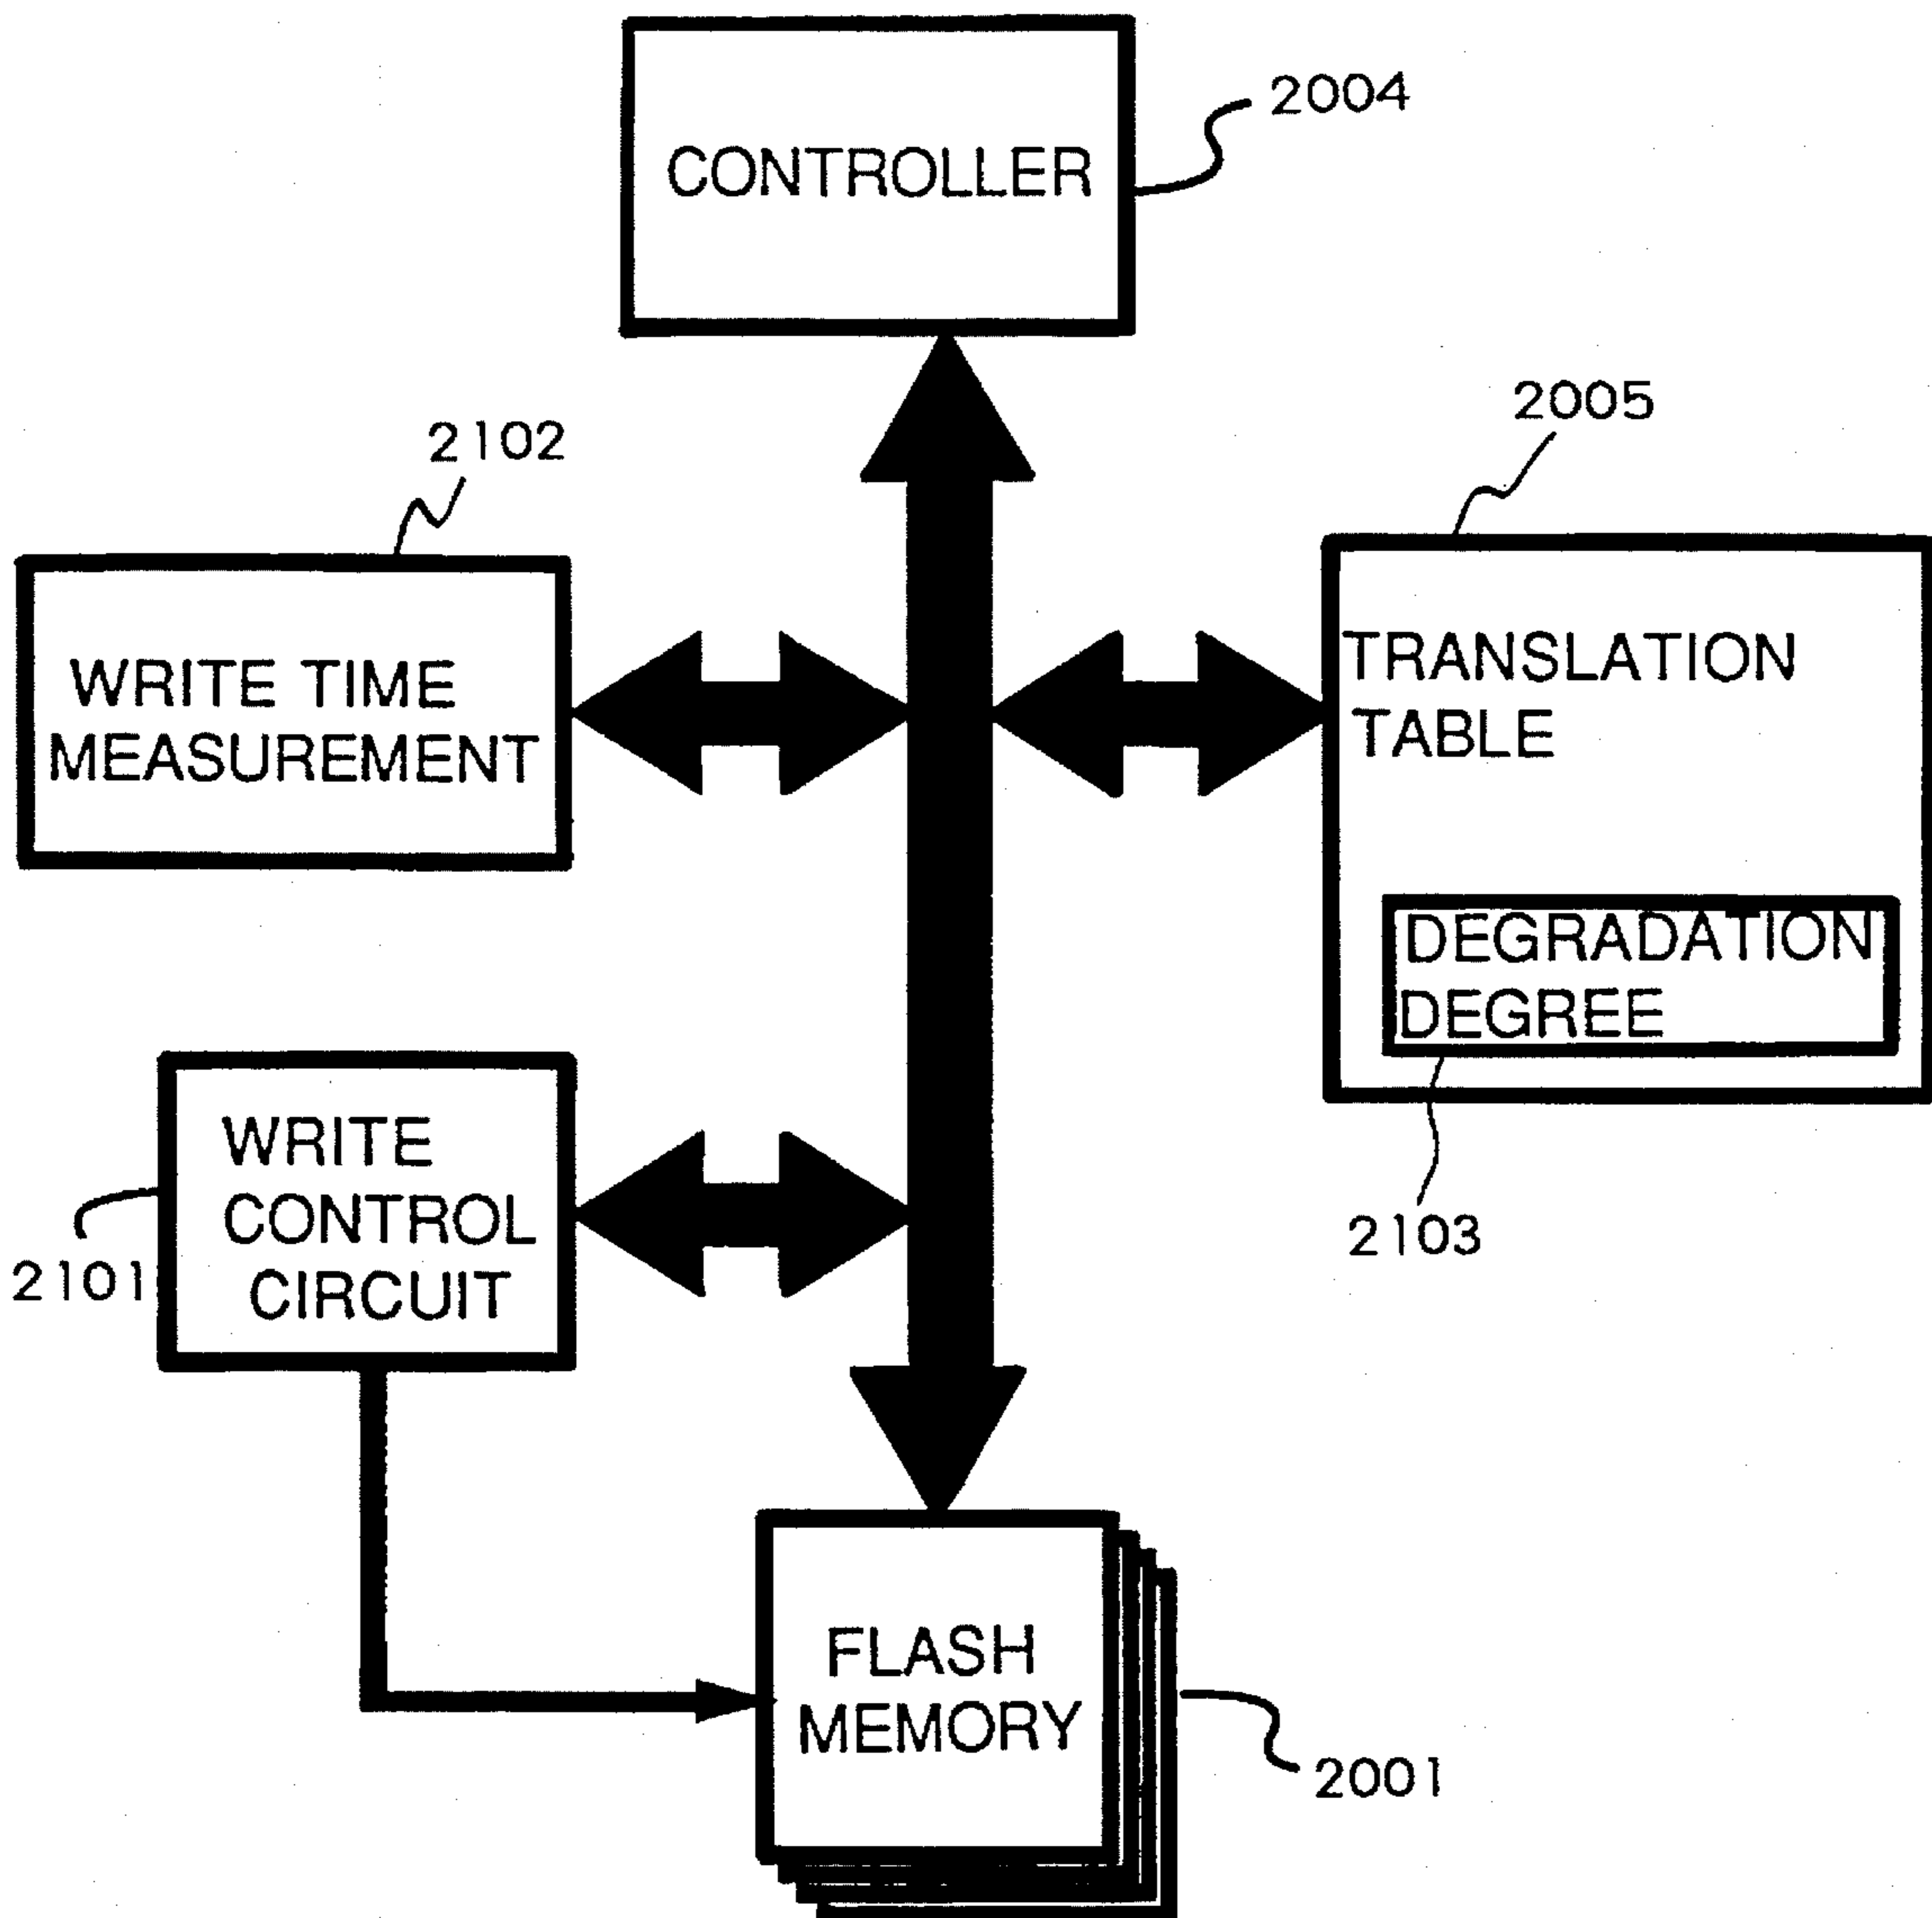 2004
CONTROLLER
2005
2102
TRANSLATION
TABLE
WRITE TIME
MEASUREMENT
DEGRADATION
DEGREE
WRITE
CONTROL
CIRCUIT
2103
2101
FLASH
MEMORY
2001